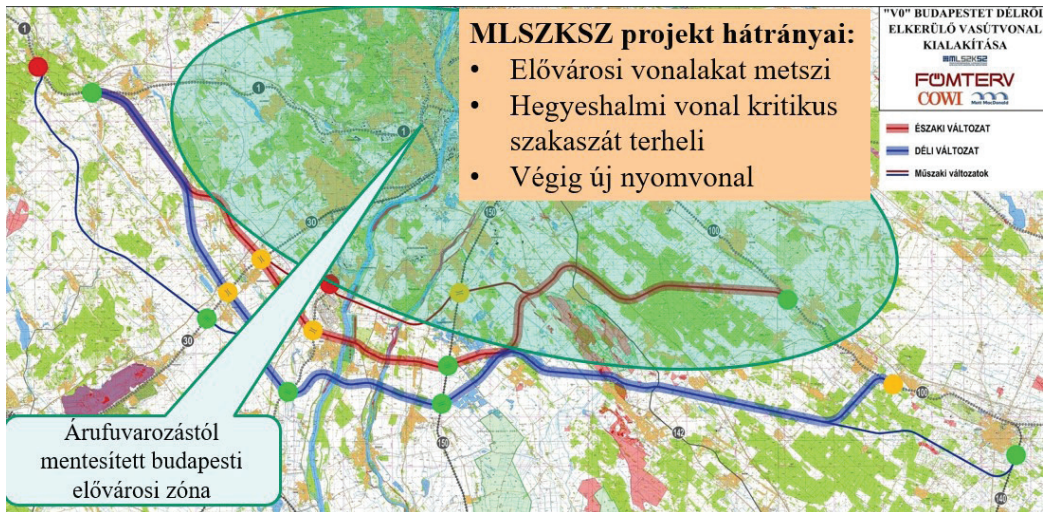 MLSZKSZ projekt hátrányai:
• Elővárosi vonalakat metszi
• Hegyeshalmi vonal kritikus
szakaszát terheli
• Végig új nyomvonal
"V0" BUDAPESTET DÉLRŐL
ELKERÜLŐ VASÚTVONAL
KIALAKÍTÁSA
MLSZKSZ
FŐMTERV
COWI Mott MacDonald
ÉSZAKI VÁLTOZAT
DÉLI VÁLTOZAT
Műszaki változatok
1
1
1
30
150
100
30
150
142
100
140
Árufuvarozástól
mentesített budapesti
elővárosi zóna